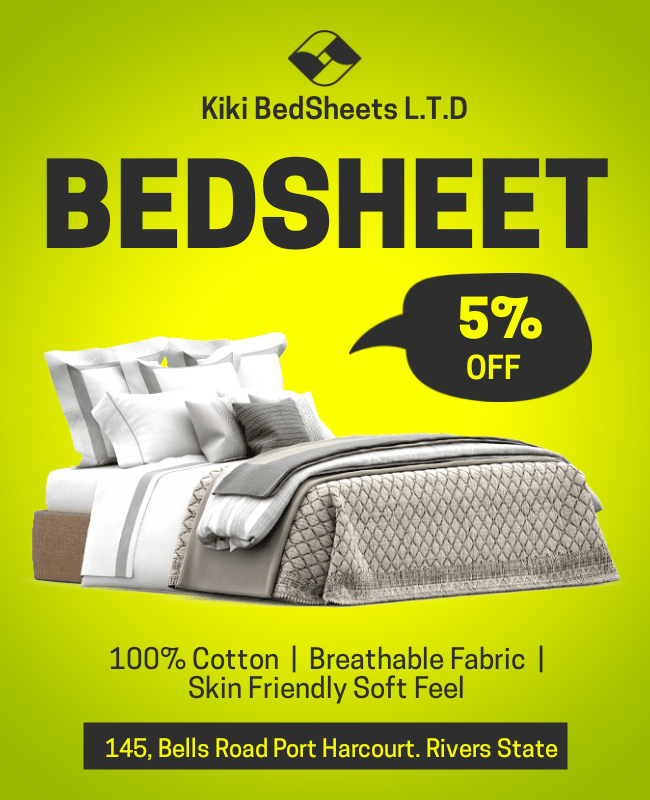 Kiki BedSheets L.T.D
BEDSHEET
5%
OFF
100% Cotton | Breathable Fabric |
Skin Friendly Soft Feel
145, Bells Road Port Harcourt. Rivers State